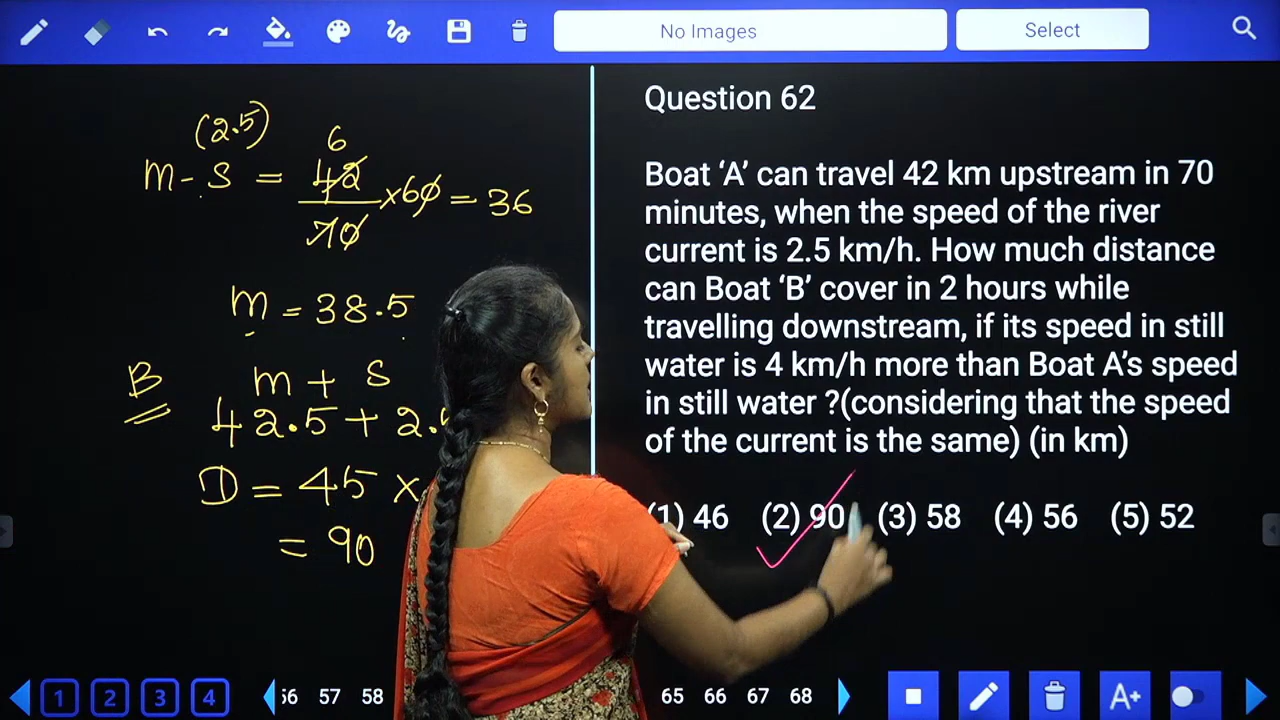 No Images
Select
(2.5)
6
m - s = 42/70 × 60 = 36
m = 38.5
B
m + s
42.5 + 2.
D = 45 ×
= 90
Question 62
Boat ‘A’ can travel 42 km upstream in 70
minutes, when the speed of the river
current is 2.5 km/h. How much distance
can Boat ‘B’ cover in 2 hours while
travelling downstream, if its speed in still
water is 4 km/h more than Boat A’s speed
in still water ?(considering that the speed
of the current is the same) (in km)
(1) 46 (2) 90 (3) 58 (4) 56 (5) 52
1 2 3 4 56 57 58 65 66 67 68 A+